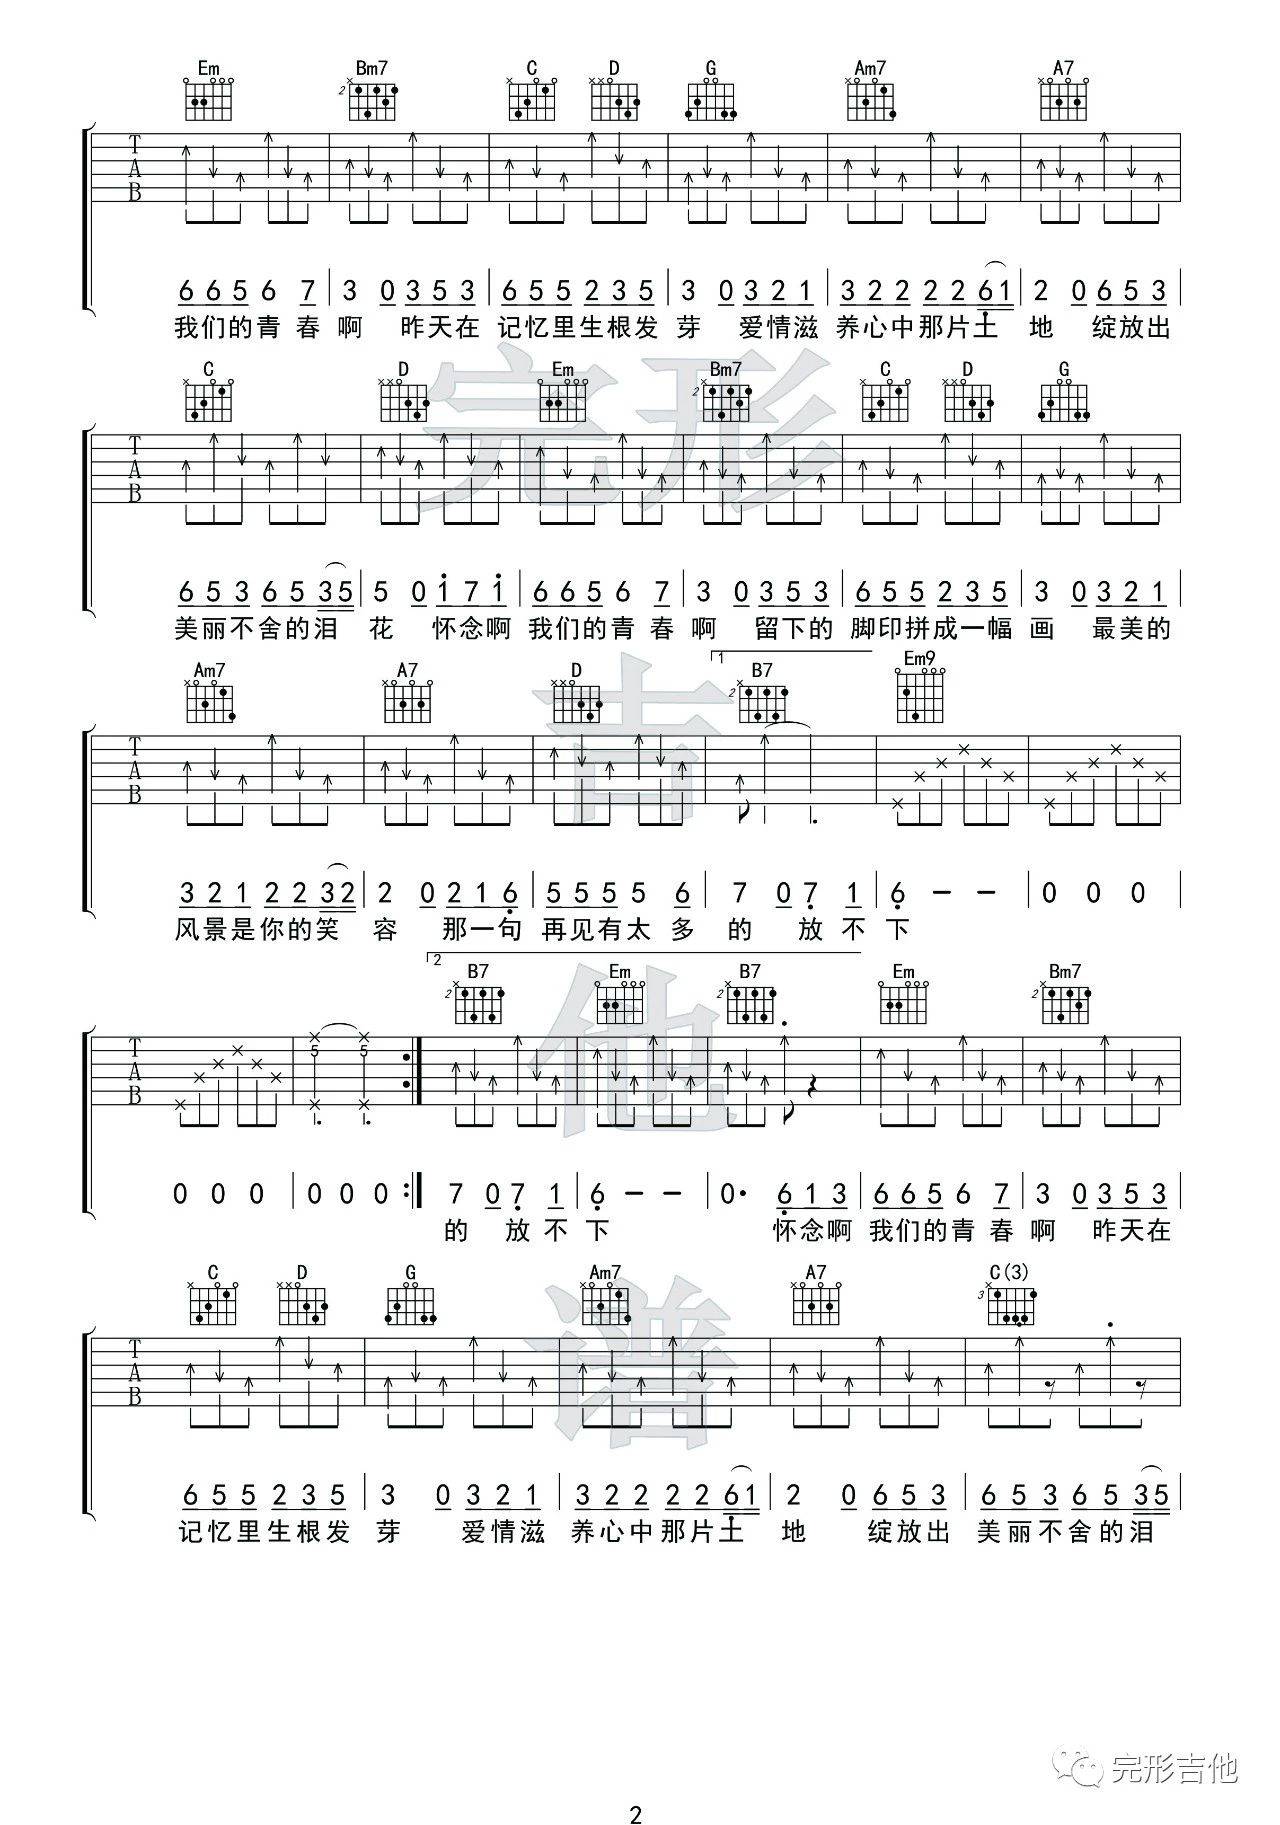 Em Bm7 C D G Am7 A7
2
T
A
B
6 6 5 6 7 | 3 0 3 5 3 | 6 5 5 2 3 5 | 3 0 3 2 1 | 3 2 2 2 2 6 1 | 2 0 6 5 3
我们的青春啊 昨天在记忆里生根发芽 爱情滋养心中那片土地 绽放出
C D Em Bm7 C D G
2
T
A
B
6 5 3 6 5 3 5 | 5 0 1 7 1 | 6 6 5 6 7 | 3 0 3 5 3 | 6 5 5 2 3 5 | 3 0 3 2 1
美丽不舍的泪花 怀念啊我们的青春啊 留下的脚印拼成一幅画 最美的
1
Am7 A7 D B7 Em9
2
T
A
B
3 2 1 2 2 3 2 | 2 0 2 1 6 | 5 5 5 5 6 | 7 0 7 1 | 6 - - | 0 0 0
风景是你的笑容 那一句再见有太多的放不下
2
B7 Em B7 Em Bm7
2 2 2
T
A
B
5 5
0 0 0 | 0 0 0 :| 7 0 7 1 | 6 - - | 0· 6 1 3 | 6 6 5 6 7 | 3 0 3 5 3
的放不下 怀念啊我们的青春啊 昨天在
C D G Am7 A7 C(3)
3
T
A
B
6 5 5 2 3 5 | 3 0 3 2 1 | 3 2 2 2 2 6 1 | 2 0 6 5 3 | 6 5 3 6 5 3 5
记忆里生根发芽 爱情滋养心中那片土地 绽放出美丽不舍的泪
完形吉他谱
完形吉他
2